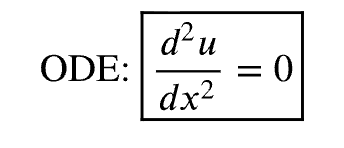 ODE: d²u/dx² = 0